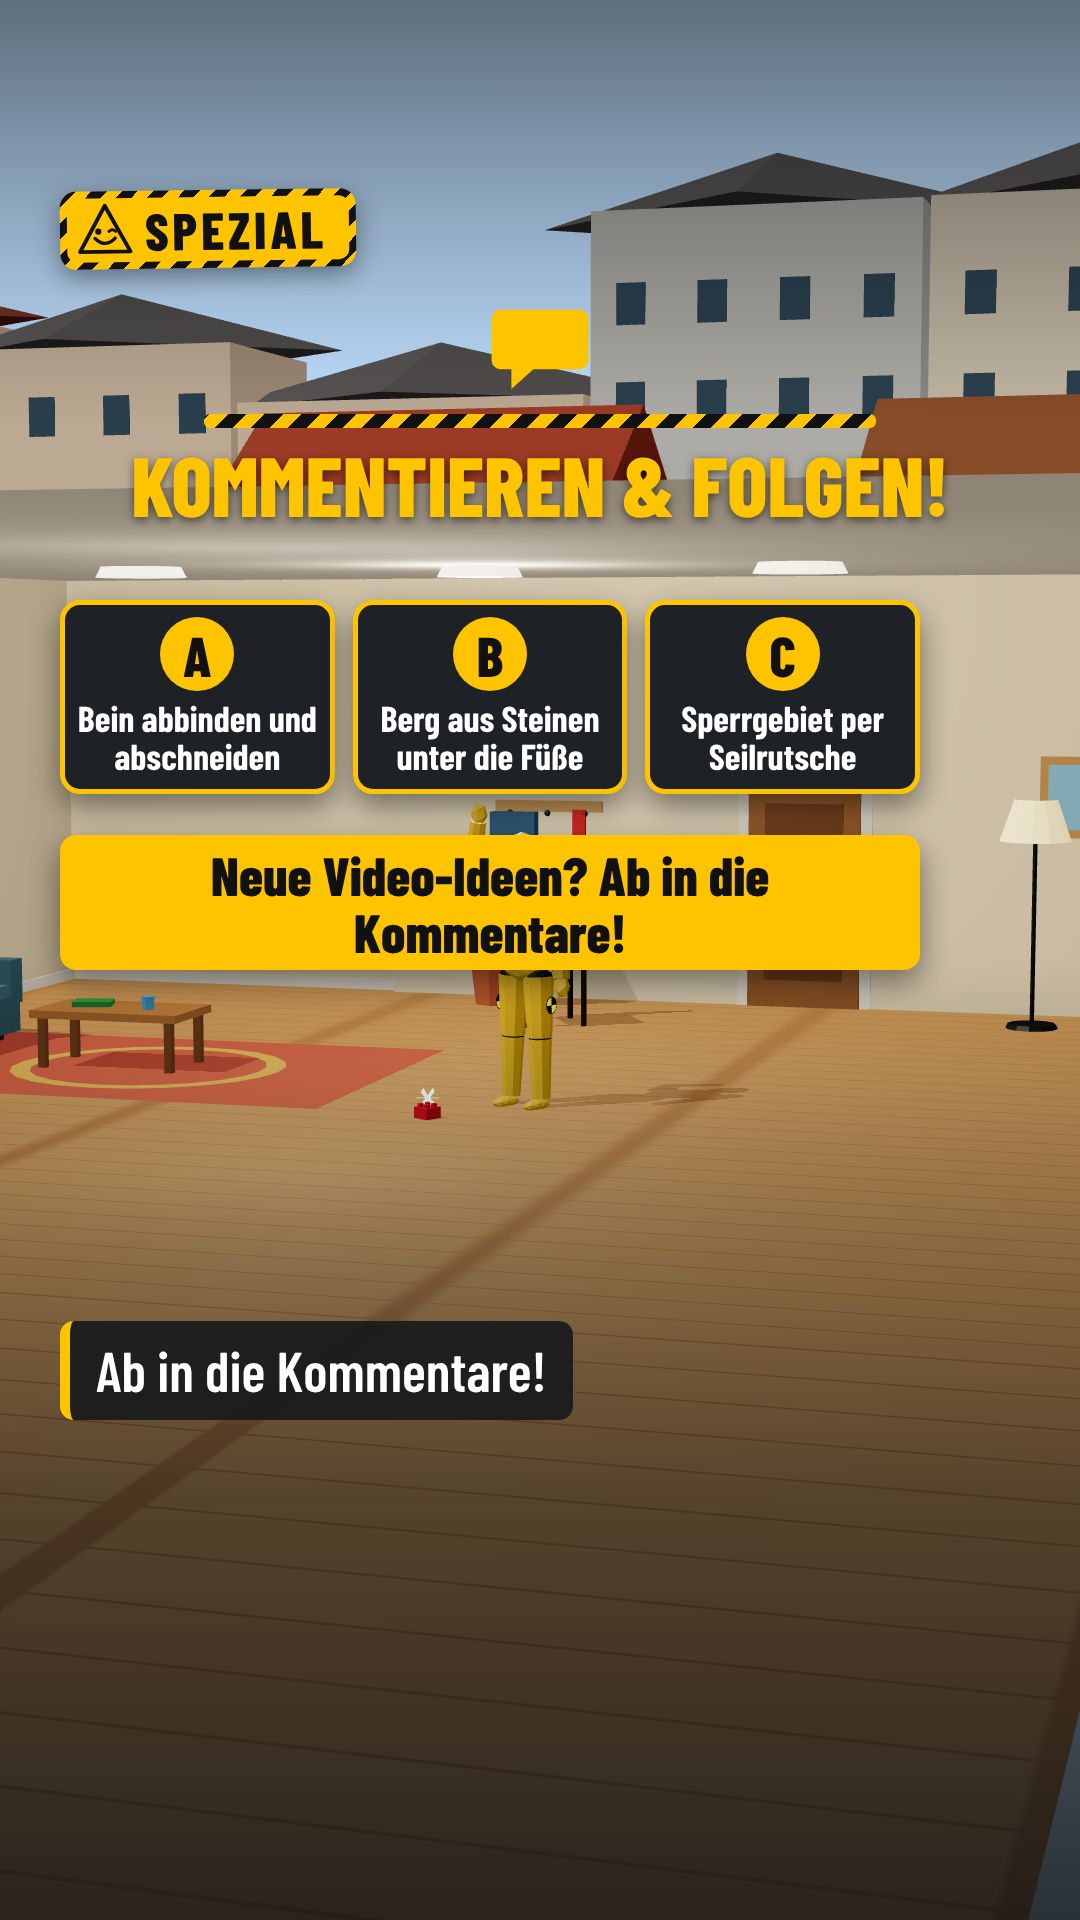 SPEZIAL
KOMMENTIEREN & FOLGEN!
A
Bein abbinden und
abschneiden
B
Berg aus Steinen
unter die Füße
C
Sperrgebiet per
Seilrutsche
Neue Video-Ideen? Ab in die
Kommentare!
Ab in die Kommentare!